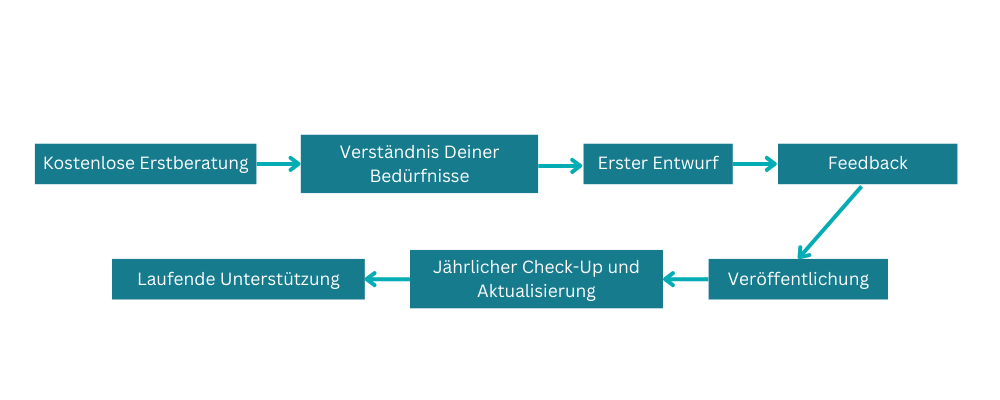 Kostenlose Erstberatung
Verständnis Deiner
Bedürfnisse
Erster Entwurf
Feedback
Veröffentlichung
Jährlicher Check-Up und
Aktualisierung
Laufende Unterstützung